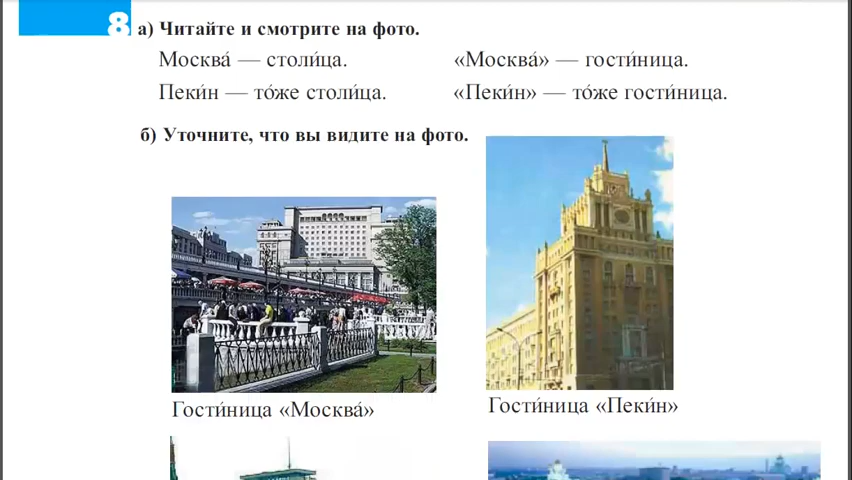 8
а) Читайте и смотрите на фото.
Москва́ — столи́ца.
«Москва́» — гости́ница.
Пеки́н — то́же столи́ца.
«Пеки́н» — то́же гости́ница.
б) Уточните, что вы видите на фото.
Гости́ница «Москва́»
Гости́ница «Пеки́н»